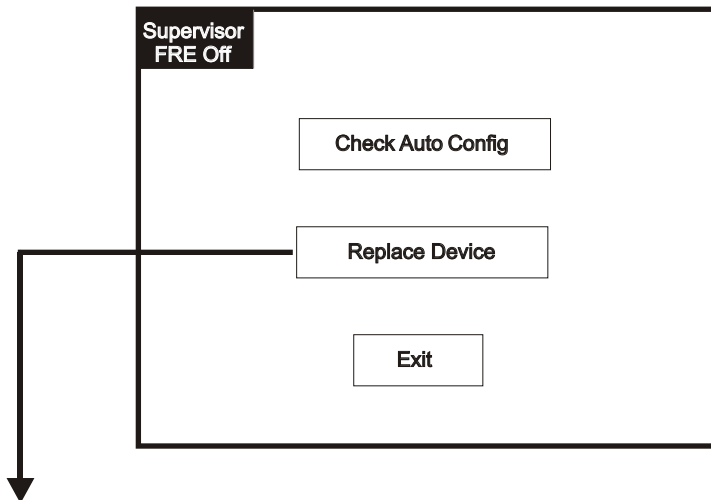 Supervisor
FRE Off
Check Auto Config
Replace Device
Exit